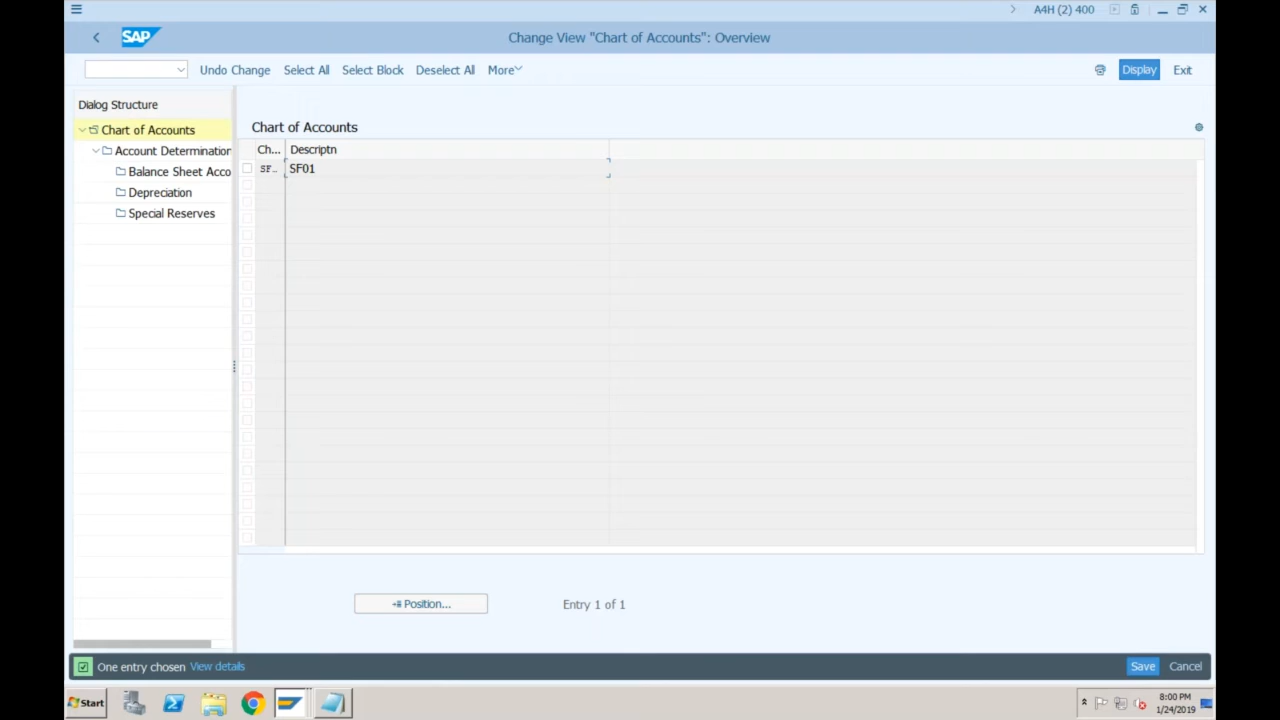 A4H (2) 400
SAP
Change View "Chart of Accounts": Overview
Undo Change Select All Select Block Deselect All More
Display Exit
Dialog Structure
Chart of Accounts
Account Determination
Balance Sheet Acco
Depreciation
Special Reserves
Chart of Accounts
Ch... Descriptn
SF.. SF01
Position... Entry 1 of 1
One entry chosen View details
Save Cancel
Start
8:00 PM
1/24/2019